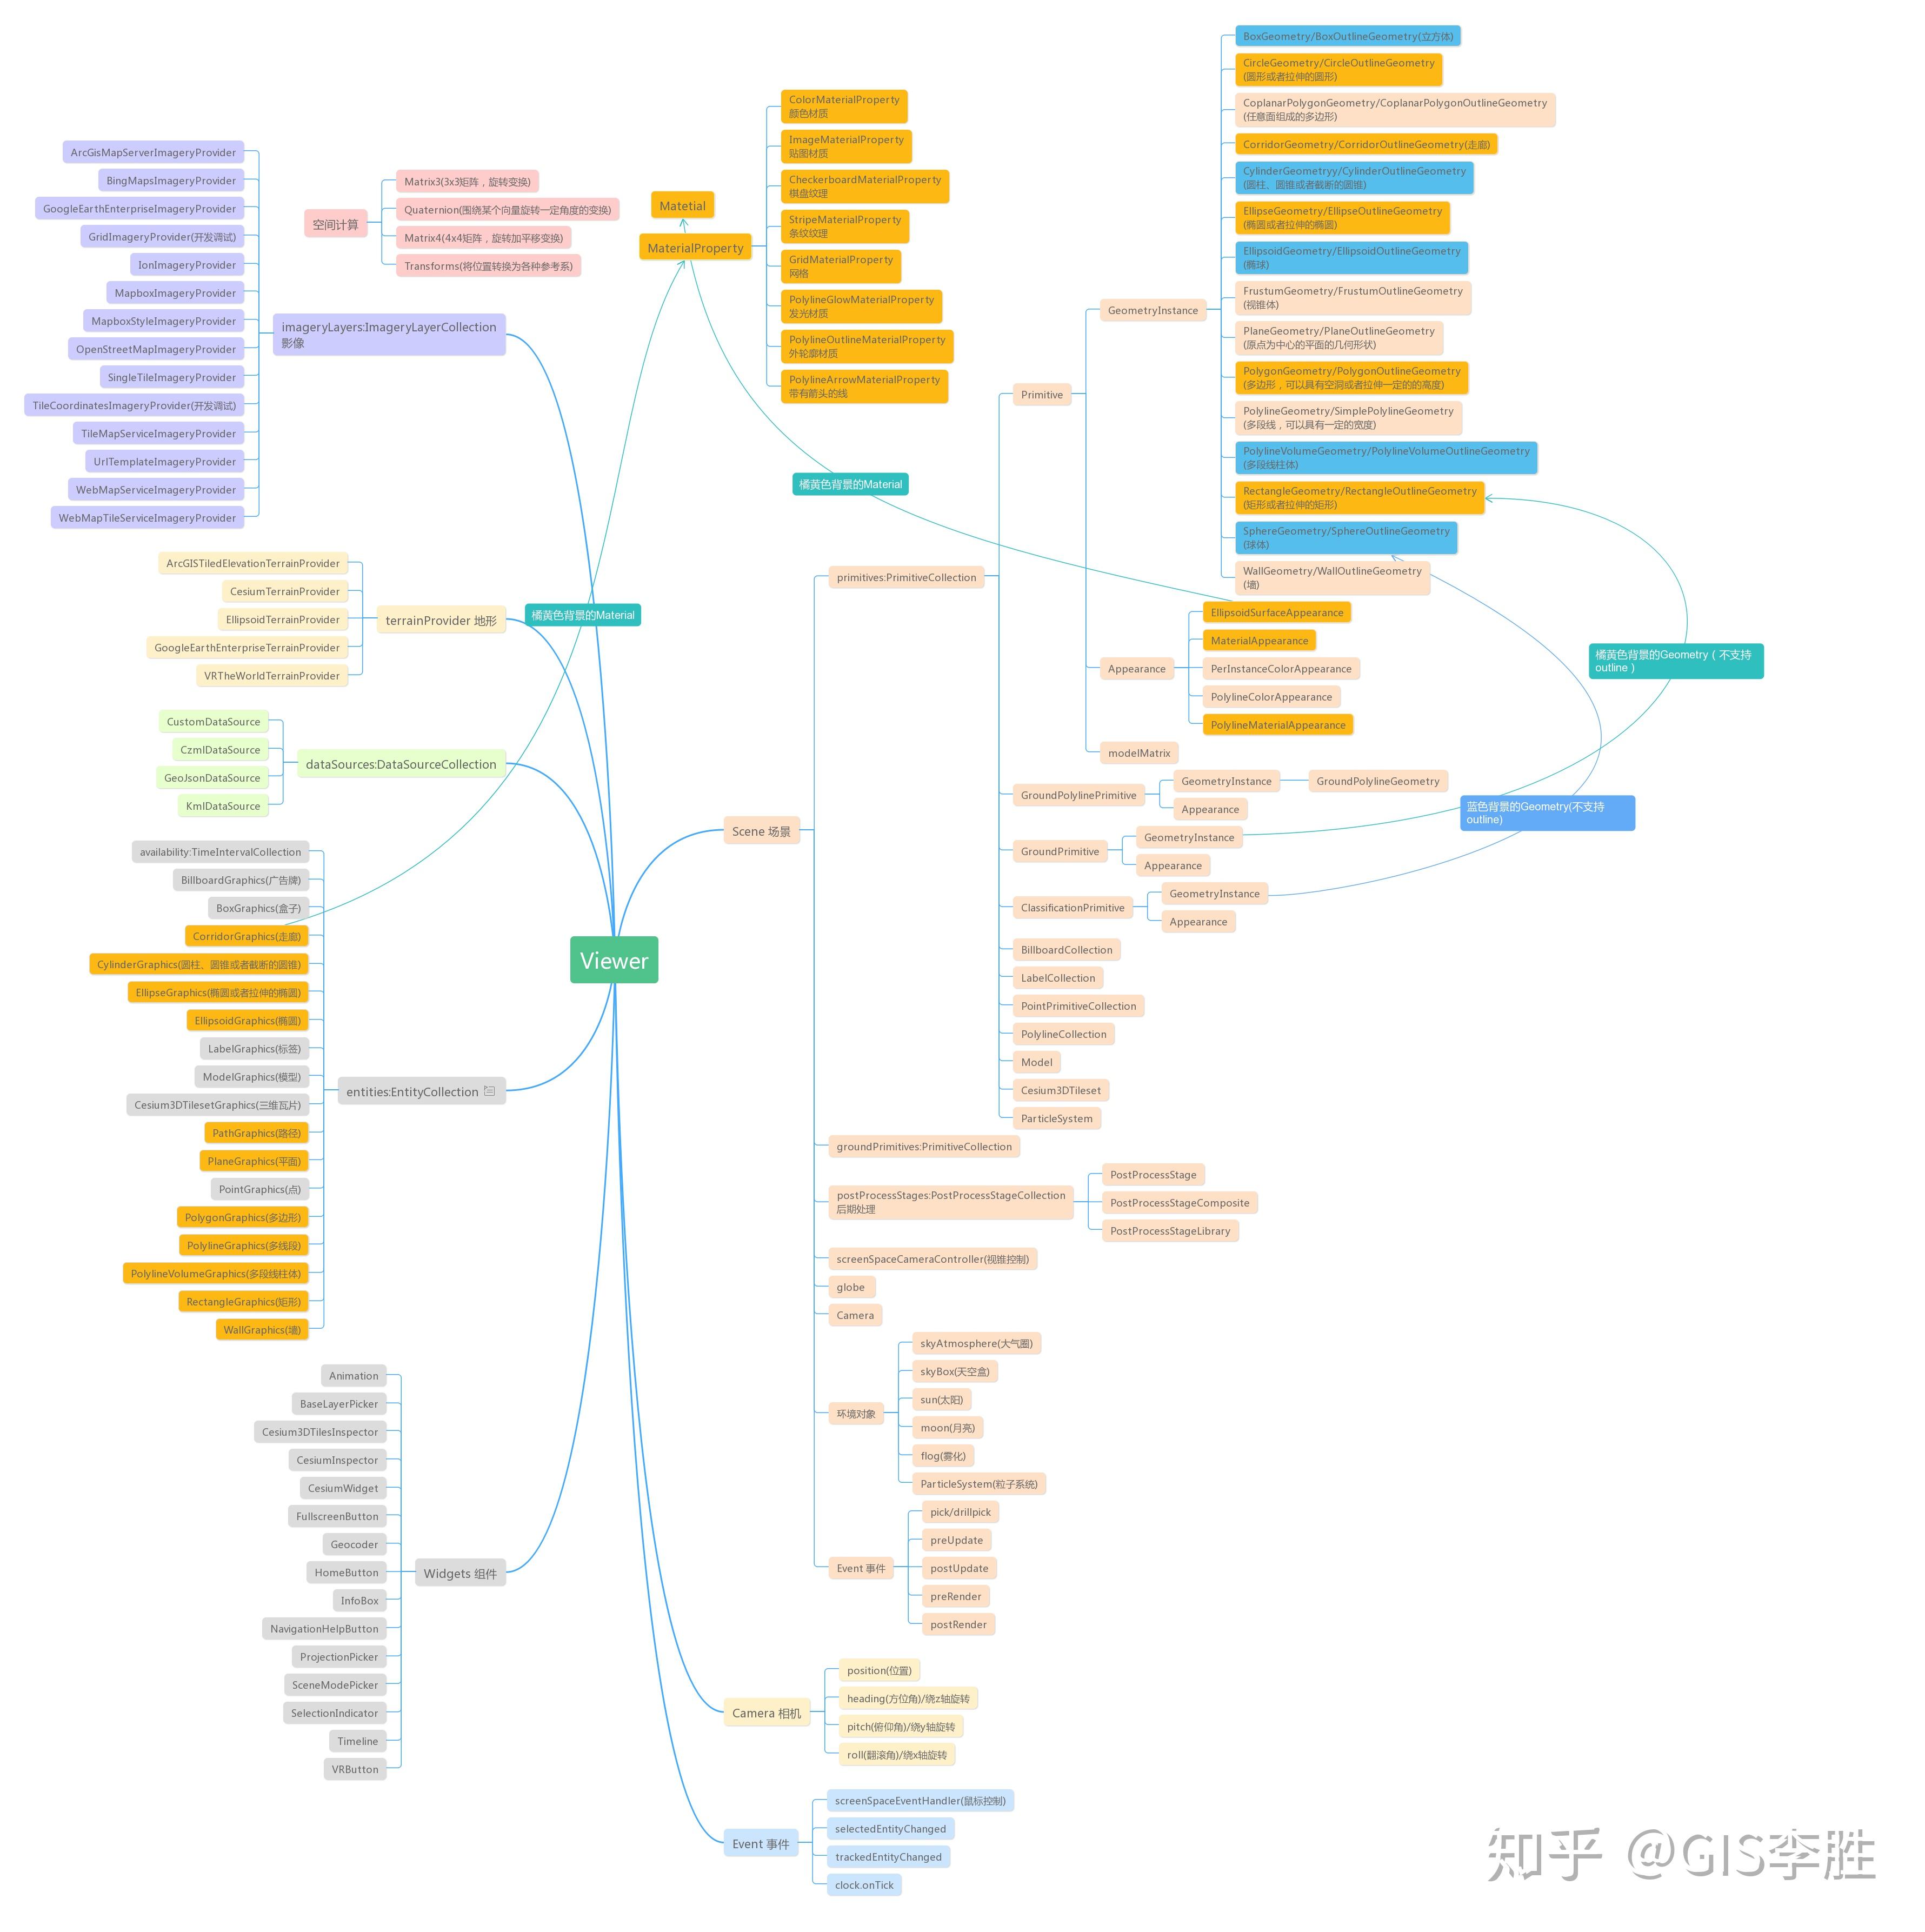 ArcGisMapServerImageryProvider
BingMapsImageryProvider
GoogleEarthEnterpriseImageryProvider
GridImageryProvider(开发调试)
IonImageryProvider
MapboxImageryProvider
MapboxStyleImageryProvider
OpenStreetMapImageryProvider
SingleTileImageryProvider
TileCoordinatesImageryProvider(开发调试)
TileMapServiceImageryProvider
UrlTemplateImageryProvider
WebMapServiceImageryProvider
WebMapTileServiceImageryProvider
imageryLayers:ImageryLayerCollection
影像
空间计算
Matrix3(3x3矩阵，旋转变换)
Quaternion(围绕某个向量旋转一定角度的变换)
Matrix4(4x4矩阵，旋转加平移变换)
Transforms(将位置转换为各种参考系)
ArcGISTiledElevationTerrainProvider
CesiumTerrainProvider
EllipsoidTerrainProvider
GoogleEarthEnterpriseTerrainProvider
VRTheWorldTerrainProvider
terrainProvider 地形
CustomDataSource
CzmlDataSource
GeoJsonDataSource
KmlDataSource
dataSources:DataSourceCollection
availability:TimeIntervalCollection
BillboardGraphics(广告牌)
BoxGraphics(盒子)
CorridorGraphics(走廊)
CylinderGraphics(圆柱、圆锥或者截断的圆锥)
EllipseGraphics(椭圆或者拉伸的椭圆)
EllipsoidGraphics(椭圆)
LabelGraphics(标签)
ModelGraphics(模型)
Cesium3DTilesetGraphics(三维瓦片)
PathGraphics(路径)
PlaneGraphics(平面)
PointGraphics(点)
PolygonGraphics(多边形)
PolylineGraphics(多线段)
PolylineVolumeGraphics(多段线柱体)
RectangleGraphics(矩形)
WallGraphics(墙)
entities:EntityCollection
Animation
BaseLayerPicker
Cesium3DTilesInspector
CesiumInspector
CesiumWidget
FullscreenButton
Geocoder
HomeButton
InfoBox
NavigationHelpButton
ProjectionPicker
SceneModePicker
SelectionIndicator
Timeline
VRButton
Widgets 组件
Viewer
Matetial
MaterialProperty
ColorMaterialProperty
颜色材质
ImageMaterialProperty
贴图材质
CheckerboardMaterialProperty
棋盘纹理
StripeMaterialProperty
条纹纹理
GridMaterialProperty
网格
PolylineGlowMaterialProperty
发光材质
PolylineOutlineMaterialProperty
外轮廓材质
PolylineArrowMaterialProperty
带有箭头的线
橘黄色背景的Material
橘黄色背景的Material
Scene 场景
primitives:PrimitiveCollection
Primitive
GeometryInstance
BoxGeometry/BoxOutlineGeometry(立方体)
CircleGeometry/CircleOutlineGeometry
(圆形或者拉伸的圆形)
CoplanarPolygonGeometry/CoplanarPolygonOutlineGeometry
(任意面组成的多边形)
CorridorGeometry/CorridorOutlineGeometry(走廊)
CylinderGeometryy/CylinderOutlineGeometry
(圆柱、圆锥或者截断的圆锥)
EllipseGeometry/EllipseOutlineGeometry
(椭圆或者拉伸的椭圆)
EllipsoidGeometry/EllipsoidOutlineGeometry
(椭球)
FrustumGeometry/FrustumOutlineGeometry
(视锥体)
PlaneGeometry/PlaneOutlineGeometry
(原点为中心的平面的几何形状)
PolygonGeometry/PolygonOutlineGeometry
(多边形，可以具有空洞或者拉伸一定的的高度)
PolylineGeometry/SimplePolylineGeometry
(多段线，可以具有一定的宽度)
PolylineVolumeGeometry/PolylineVolumeOutlineGeometry
(多段线柱体)
RectangleGeometry/RectangleOutlineGeometry
(矩形或者拉伸的矩形)
SphereGeometry/SphereOutlineGeometry
(球体)
WallGeometry/WallOutlineGeometry
(墙)
Appearance
EllipsoidSurfaceAppearance
MaterialAppearance
PerInstanceColorAppearance
PolylineColorAppearance
PolylineMaterialAppearance
modelMatrix
橘黄色背景的Geometry（不支持
outline）
GroundPolylinePrimitive
GeometryInstance
GroundPolylineGeometry
Appearance
蓝色背景的Geometry(不支持
outline)
GroundPrimitive
GeometryInstance
Appearance
ClassificationPrimitive
GeometryInstance
Appearance
BillboardCollection
LabelCollection
PointPrimitiveCollection
PolylineCollection
Model
Cesium3DTileset
ParticleSystem
groundPrimitives:PrimitiveCollection
postProcessStages:PostProcessStageCollection
后期处理
PostProcessStage
PostProcessStageComposite
PostProcessStageLibrary
screenSpaceCameraController(视锥控制)
globe
Camera
环境对象
skyAtmosphere(大气圈)
skyBox(天空盒)
sun(太阳)
moon(月亮)
flog(雾化)
ParticleSystem(粒子系统)
Event 事件
pick/drillpick
preUpdate
postUpdate
preRender
postRender
Camera 相机
position(位置)
heading(方位角)/绕z轴旋转
pitch(俯仰角)/绕y轴旋转
roll(翻滚角)/绕x轴旋转
Event 事件
screenSpaceEventHandler(鼠标控制)
selectedEntityChanged
trackedEntityChanged
clock.onTick
知乎 @GIS李胜